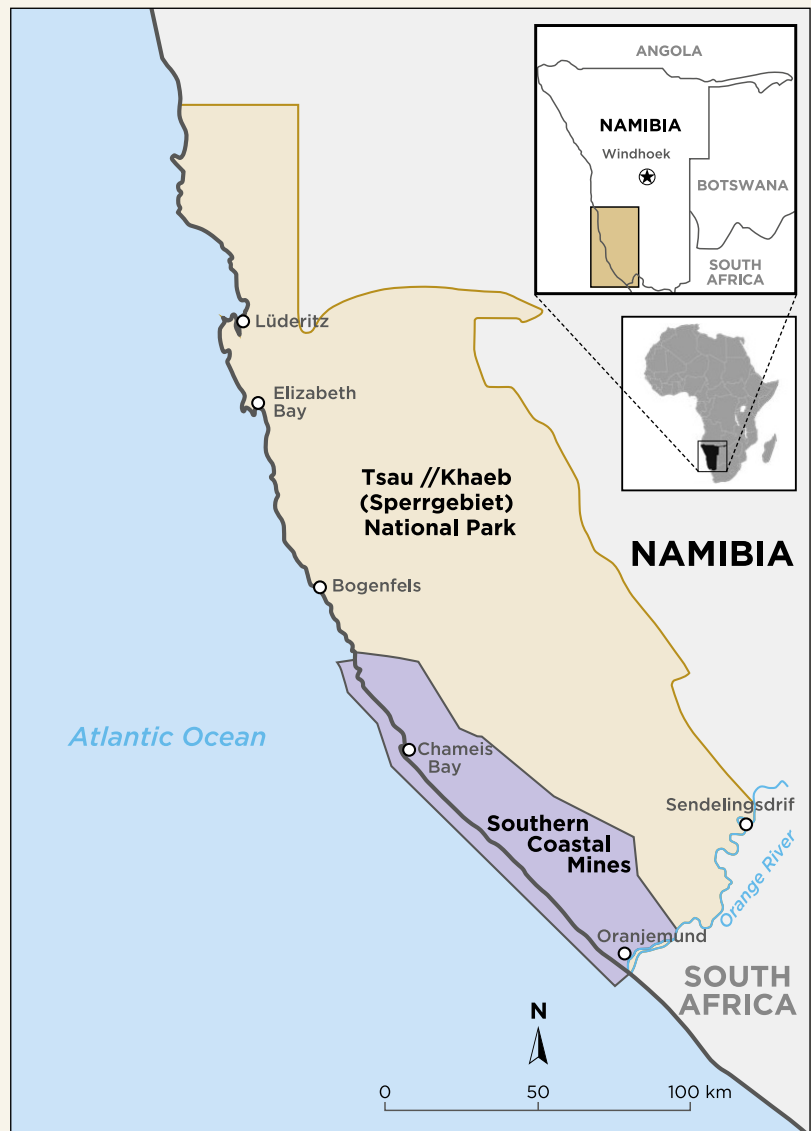 ANGOLA
NAMIBIA
Windhoek
BOTSWANA
SOUTH
AFRICA
Lüderitz
Elizabeth
Bay
Tsau //Khaeb
(Sperrgebiet)
National Park
NAMIBIA
Bogenfels
Atlantic Ocean
Chameis
Bay
Southern
Coastal
Mines
Sendelingsdrif
Orange River
Oranjemund
SOUTH
AFRICA
N
0 50 100 km